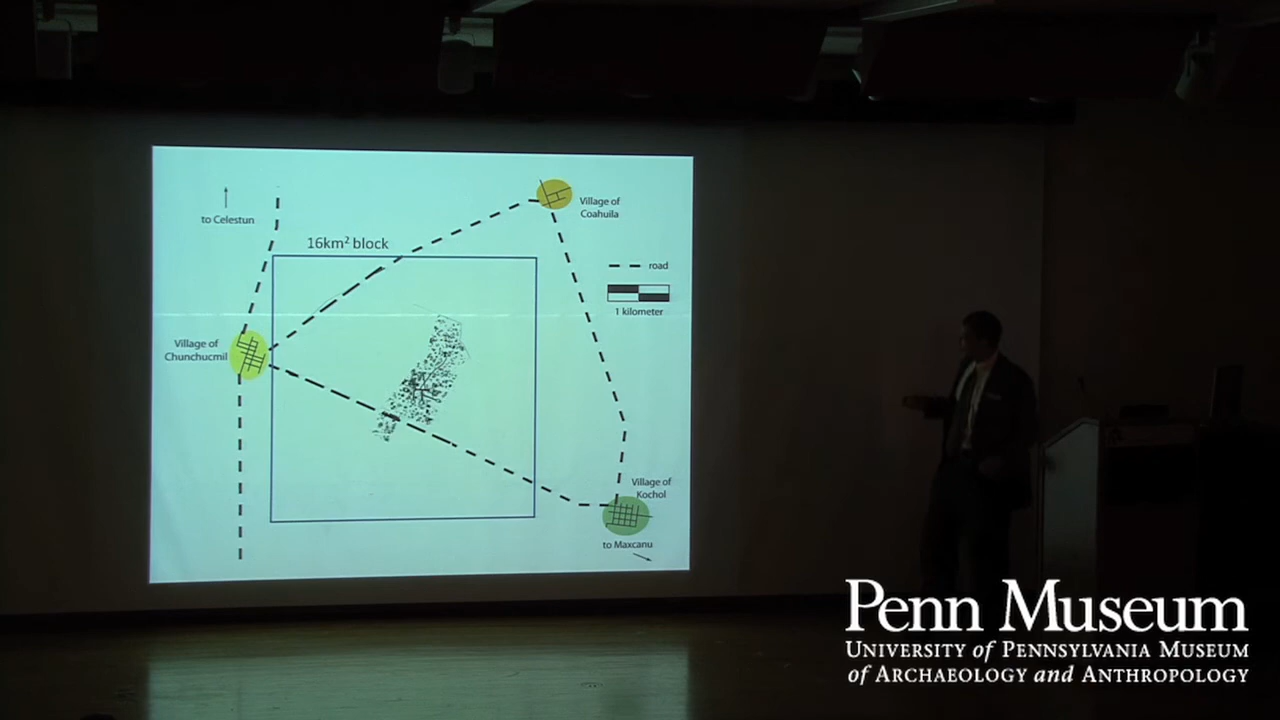 to Celestun
16km² block
Village of
Coahuila
road
1 kilometer
Village of
Chunchucmil
Village of
Kochol
to Maxcanu
Penn Museum
UNIVERSITY of PENNSYLVANIA MUSEUM
of ARCHAEOLOGY and ANTHROPOLOGY